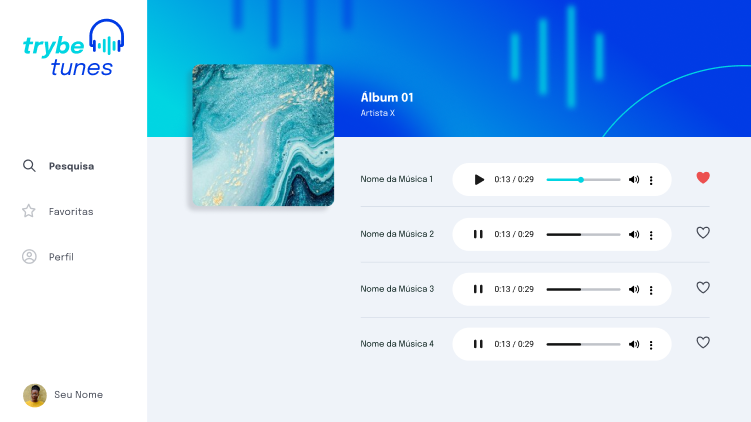 trybe
tunes
Pesquisa
Favoritas
Perfil
Seu Nome
Álbum 01
Artista X
Nome da Música 1
0:13 / 0:29
Nome da Música 2
0:13 / 0:29
Nome da Música 3
0:13 / 0:29
Nome da Música 4
0:13 / 0:29